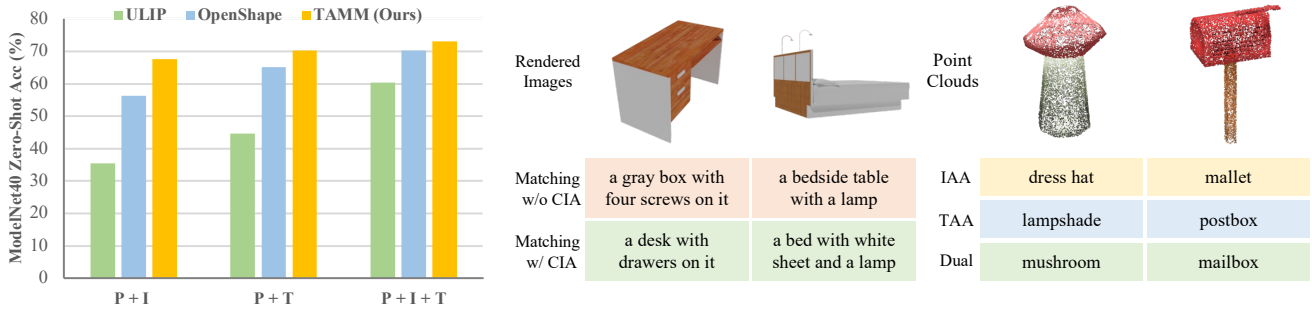 ULIP OpenShape TAMM (Ours)
ModelNet40 Zero-Shot Acc (%)
80
70
60
50
40
30
20
10
0
P + I P + T P + I + T
Rendered
Images
Matching
w/o CIA
a gray box with
four screws on it
a bedside table
with a lamp
Matching
w/ CIA
a desk with
drawers on it
a bed with white
sheet and a lamp
Point
Clouds
IAA dress hat mallet
TAA lampshade postbox
Dual mushroom mailbox